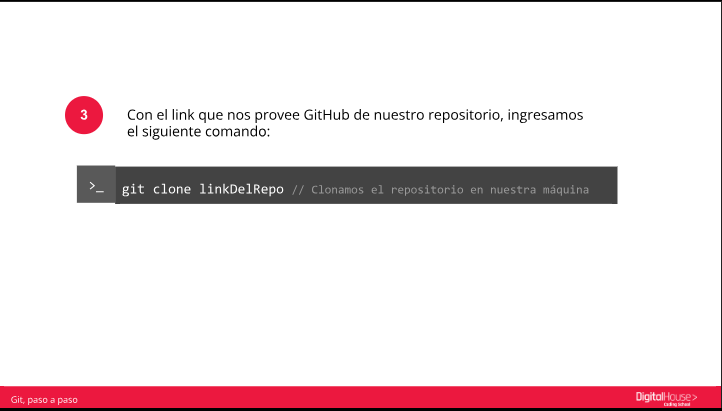 3
Con el link que nos provee GitHub de nuestro repositorio, ingresamos
el siguiente comando:
>_
git clone linkDelRepo // Clonamos el repositorio en nuestra máquina
Git, paso a paso
DigitalHouse>
Coding School